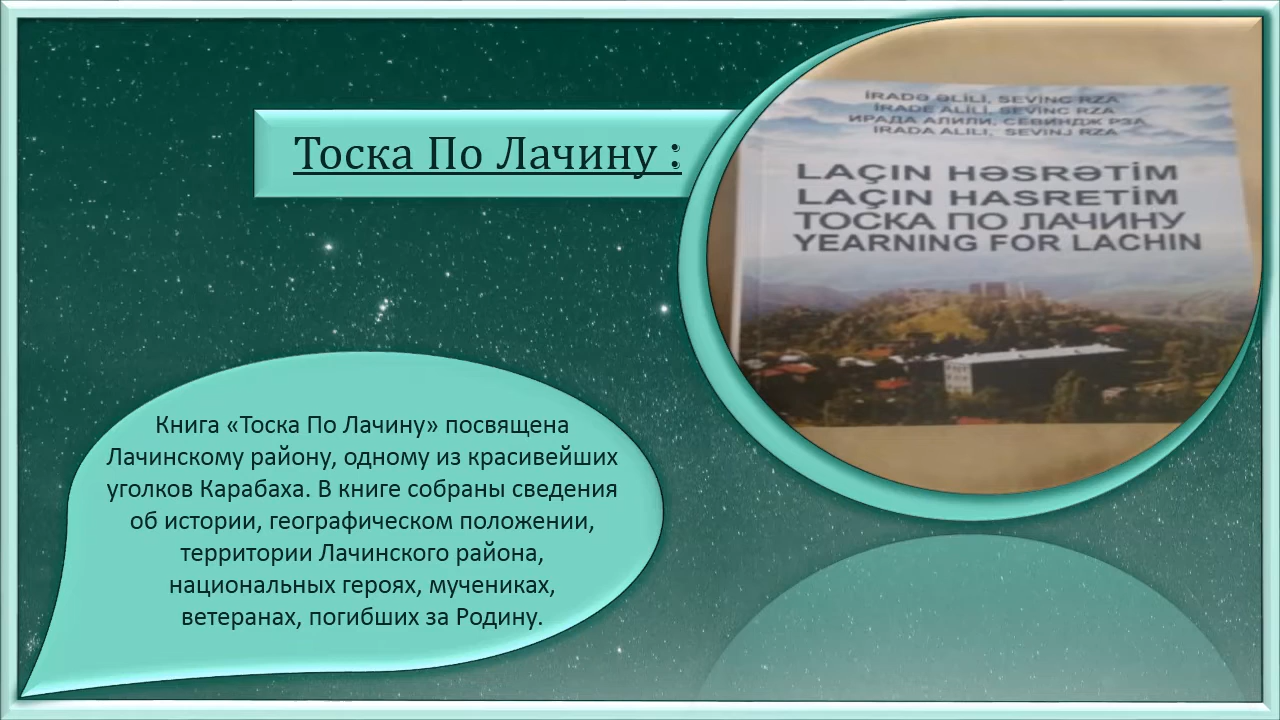 Тоска По Лачину :
İRADƏ ƏLİLİ, SEVİNC RZA
İRADE ALİLİ, SEVİNC RZA
ИРАДА АЛИЛИ, СЕВИНДЖ РЗА
IRADA ALILI, SEVINJ RZA
LAÇIN HƏSRƏTİM
LAÇIN HASRETİM
ТОСКА ПО ЛАЧИНУ
YEARNING FOR LACHIN
Книга «Тоска По Лачину» посвящена
Лачинскому району, одному из красивейших
уголков Карабаха. В книге собраны сведения
об истории, географическом положении,
территории Лачинского района,
национальных героях, мучениках,
ветеранах, погибших за Родину.